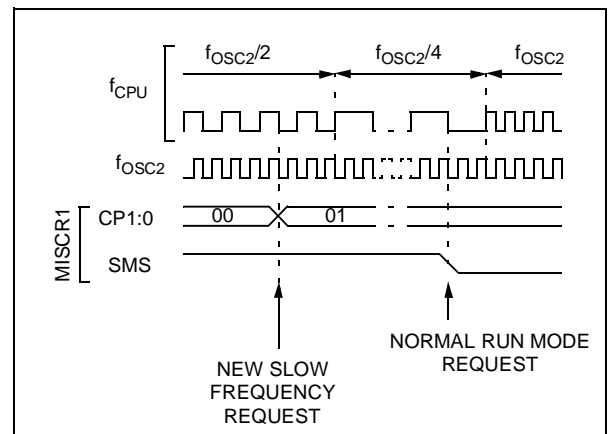 fOSC2/2 fOSC2/4 fOSC2
fCPU
fOSC2
MISCR1
CP1:0 00 01
SMS
NEW SLOW
FREQUENCY
REQUEST
NORMAL RUN MODE
REQUEST